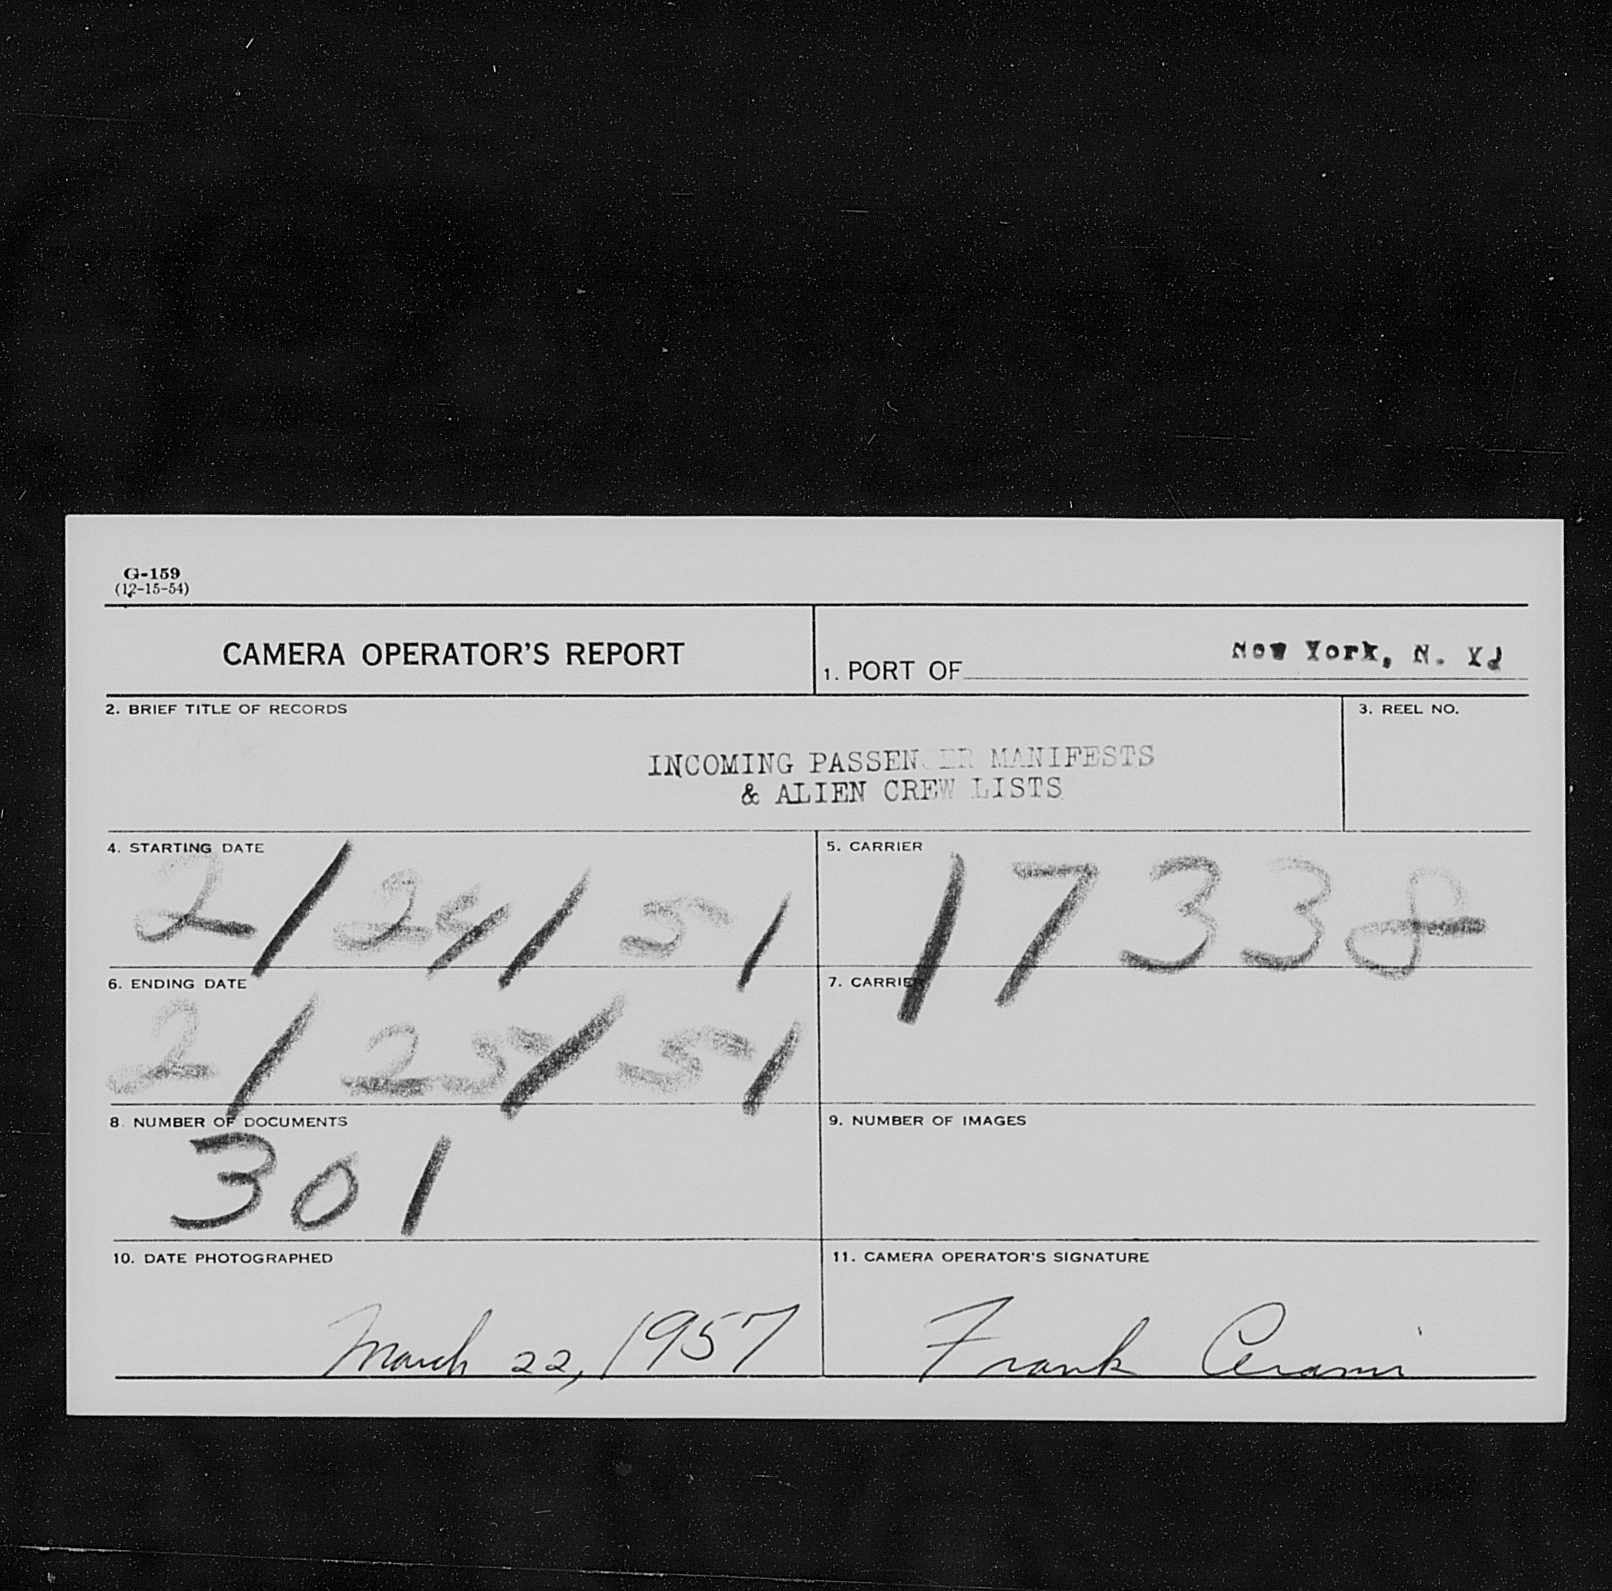 G-159
(12-15-54)
CAMERA OPERATOR'S REPORT
1. PORT OF New York, N. Y.
2. BRIEF TITLE OF RECORDS
3. REEL NO.
INCOMING PASSENGER MANIFESTS
& ALIEN CREW LISTS
4. STARTING DATE
5. CARRIER
2/24/51
17338
6. ENDING DATE
7. CARRIER
2/25/51
8. NUMBER OF DOCUMENTS
9. NUMBER OF IMAGES
301
10. DATE PHOTOGRAPHED
11. CAMERA OPERATOR'S SIGNATURE
March 22, 1957
Frank Cerami